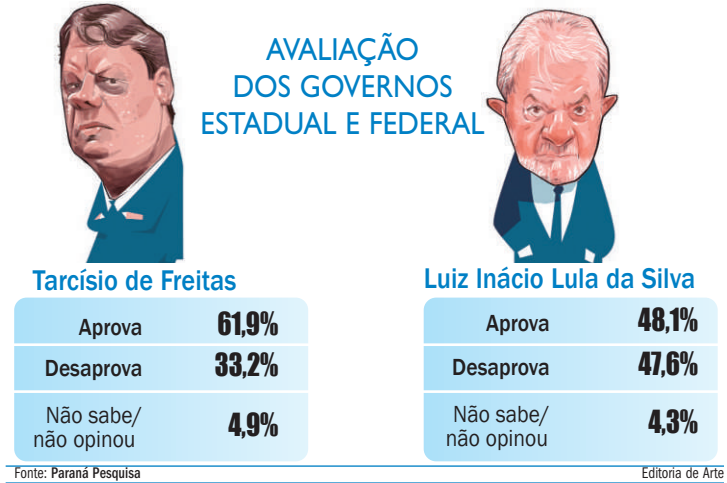 AVALIAÇÃO
DOS GOVERNOS
ESTADUAL E FEDERAL
Tarcísio de Freitas
Aprova 61,9%
Desaprova 33,2%
Não sabe/
não opinou 4,9%
Luiz Inácio Lula da Silva
Aprova 48,1%
Desaprova 47,6%
Não sabe/
não opinou 4,3%
Fonte: Paraná Pesquisa
Editoria de Arte